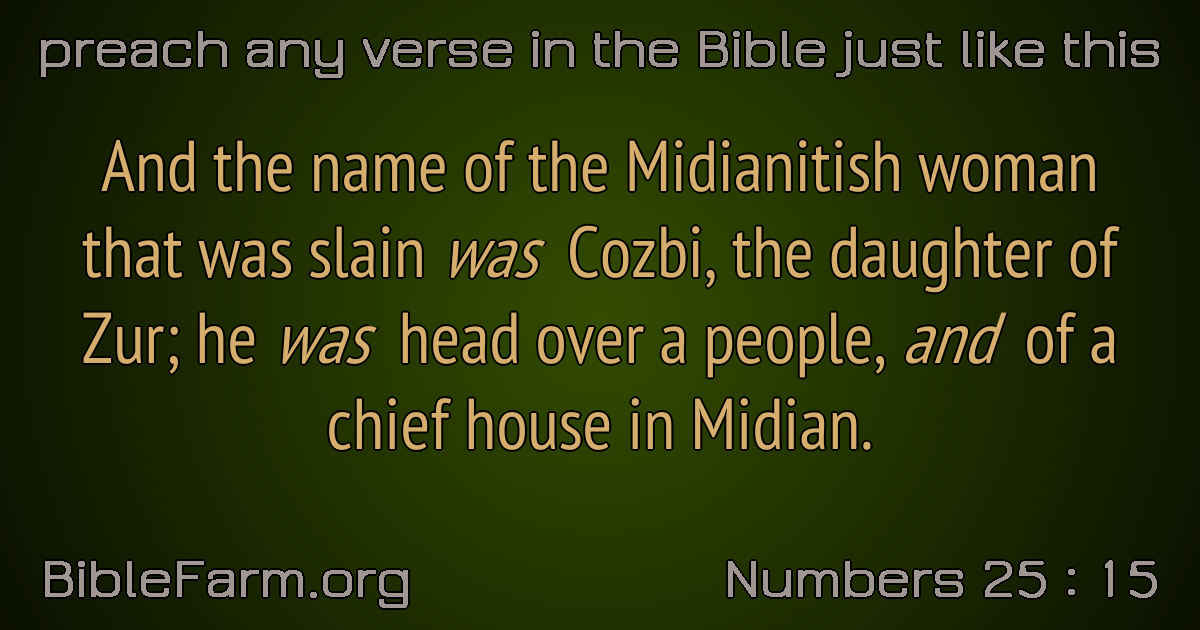 preach any verse in the Bible just like this
And the name of the Midianitish woman
that was slain was Cozbi, the daughter of
Zur; he was head over a people, and of a
chief house in Midian.
BibleFarm.org
Numbers 25 : 15